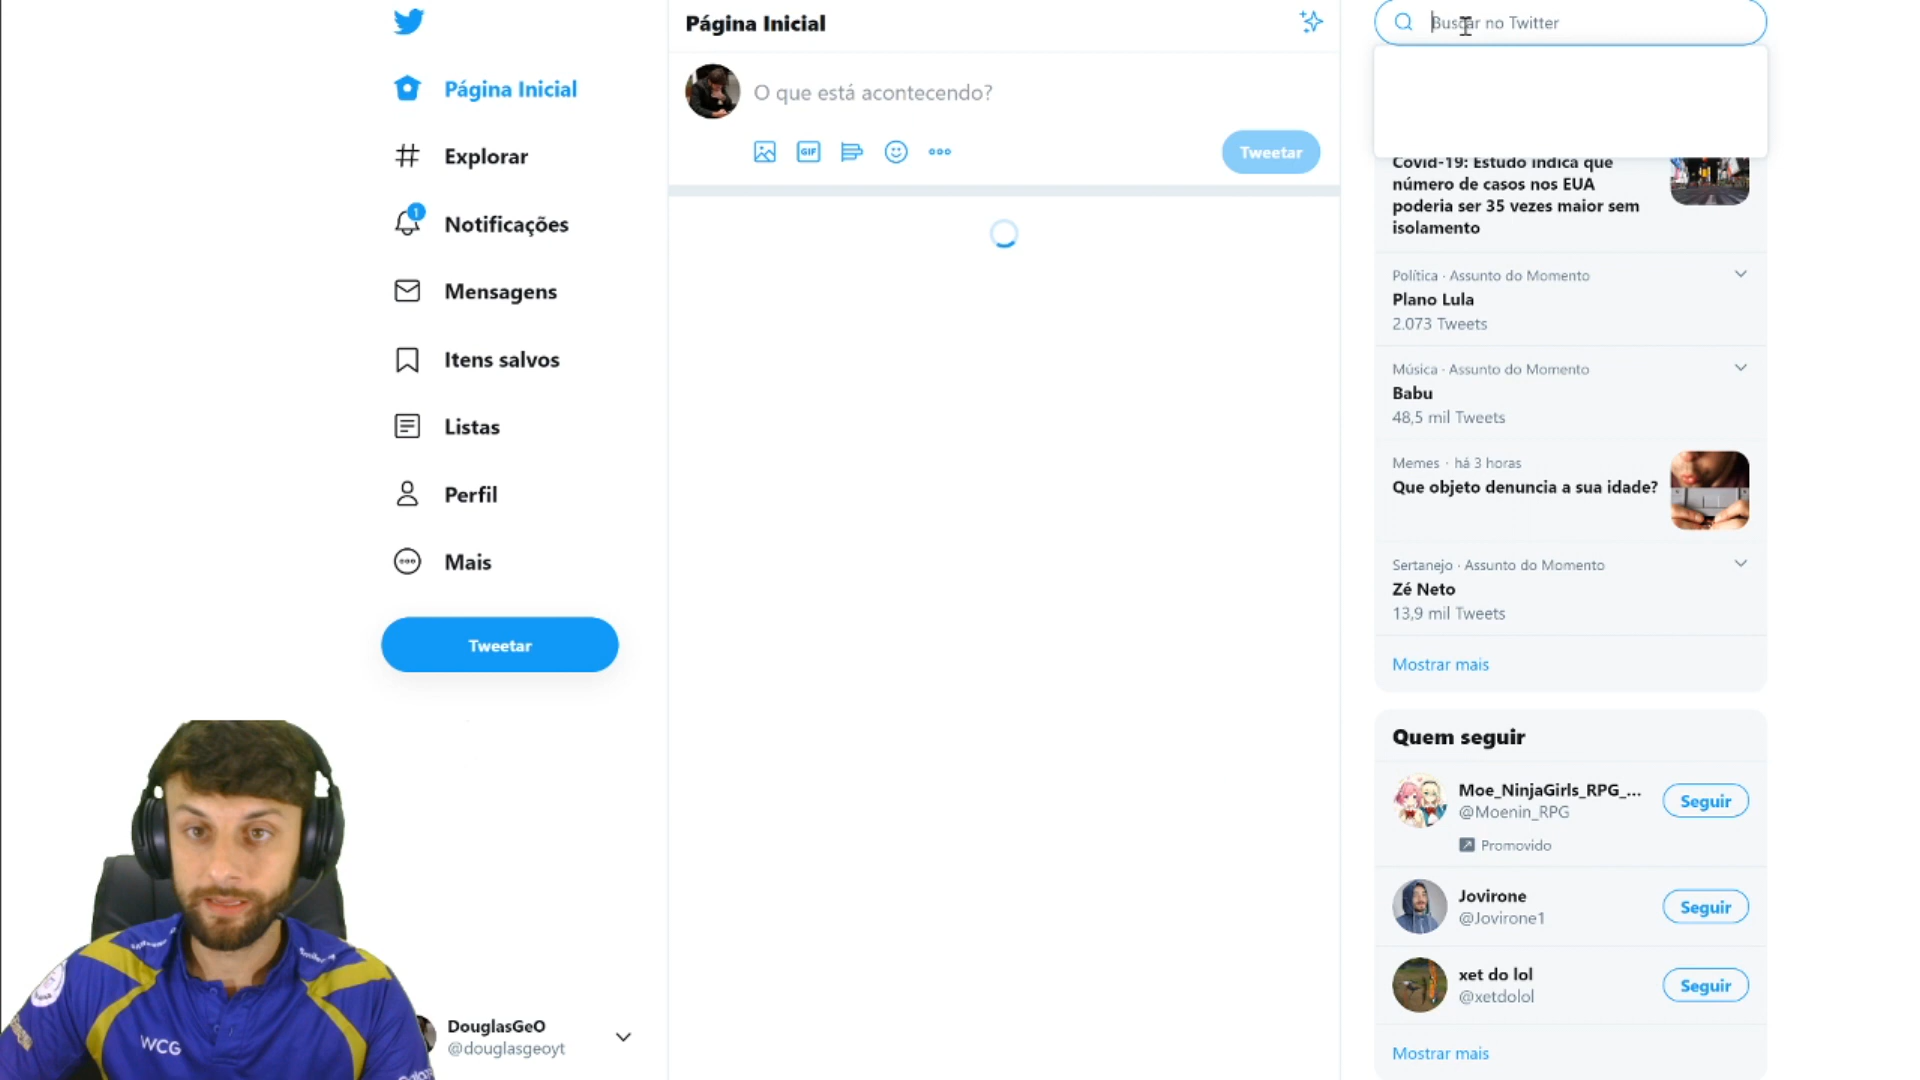 Página Inicial
Explorar
1
Notificações
Mensagens
Itens salvos
Listas
Perfil
Mais
Tweetar
WCG
DouglasGeO
@douglasgeoyt
Página Inicial
O que está acontecendo?
GIF
Tweetar
Buscar no Twitter
Covid-19: Estudo indica que
número de casos nos EUA
poderia ser 35 vezes maior sem
isolamento
Política · Assunto do Momento
Plano Lula
2.073 Tweets
Música · Assunto do Momento
Babu
48,5 mil Tweets
Memes · há 3 horas
Que objeto denuncia a sua idade?
Sertanejo · Assunto do Momento
Zé Neto
13,9 mil Tweets
Mostrar mais
Quem seguir
Moe_NinjaGirls_RPG_...
@Moenin_RPG
Seguir
Promovido
Jovirone
@Jovirone1
Seguir
xet do lol
@xetdolol
Seguir
Mostrar mais